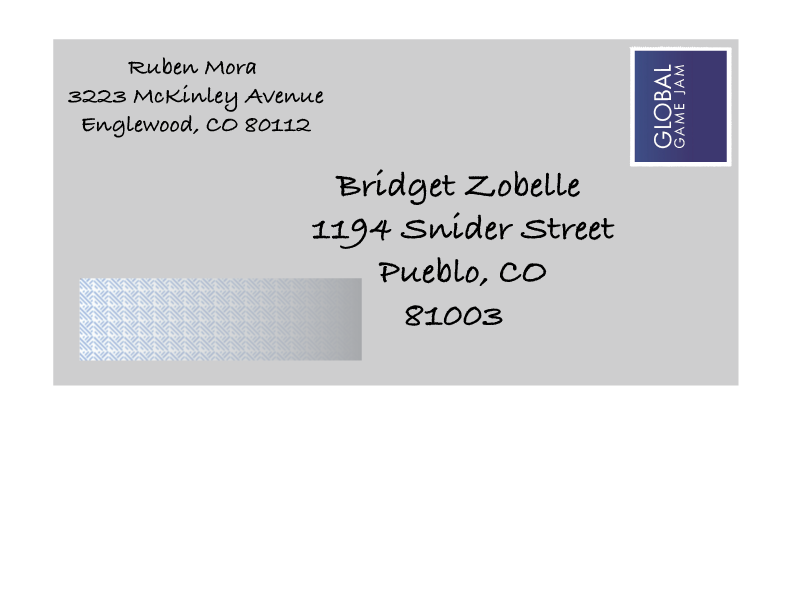 Ruben Mora
3223 McKinley Avenue
Englewood, CO 80112
GLOBAL
GAME JAM
Bridget Zobelle
1194 Snider Street
Pueblo, CO
81003